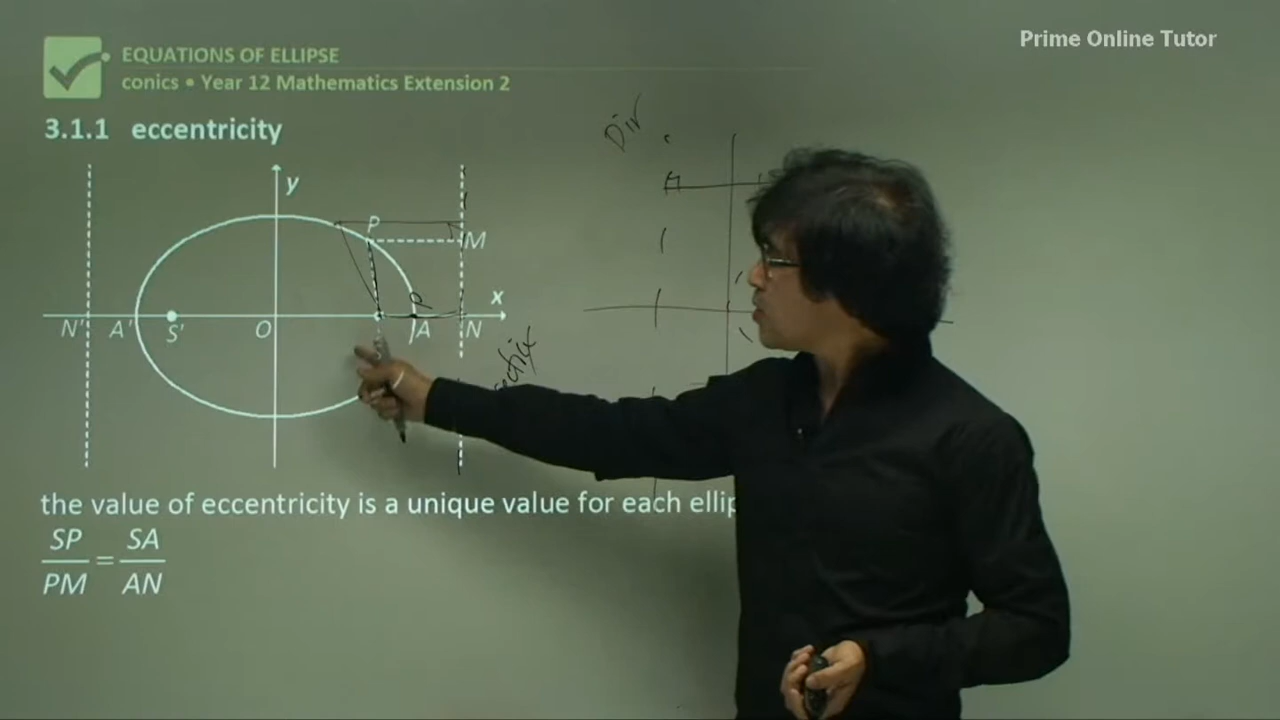 Prime Online Tutor
EQUATIONS OF ELLIPSE
conics • Year 12 Mathematics Extension 2
3.1.1 eccentricity
Dir
y
P
M
P
x
N' A' S' O A N
S
the value of eccentricity is a unique value for each
SP/PM = SA/AN